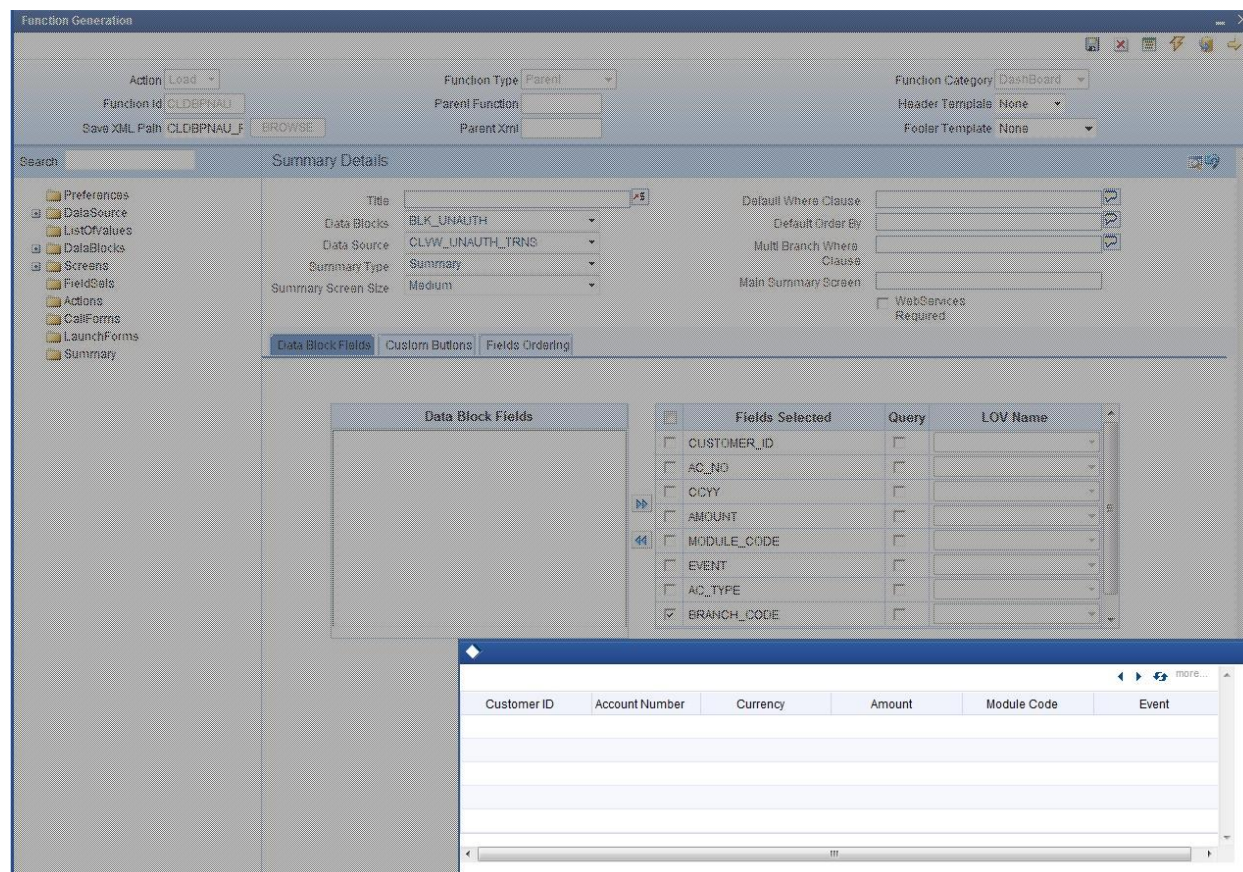 Function Generation
Action Load Function Type Parent Function Category DashBoard
Function Id CLDBPNAU Parent Function Header Template None
Save XML Path CLDBPNAU_F BROWSE Parent Xml Footer Template None
Search Summary Details
Preferences
DataSource
ListOfValues
DataBlocks
Screens
FieldSets
Actions
CallForms
LaunchForms
Summary
Title Default Where Clause
Data Blocks BLK_UNAUTH Default Order By
Data Source CLVW_UNAUTH_TRNS Multi Branch Where
Clause
Summary Type Summary
Summary Screen Size Medium Main Summary Screen
WebServices
Required
Data Block Fields Custom Buttons Fields Ordering
Data Block Fields Fields Selected Query LOV Name
CUSTOMER_ID
AC_NO
CCYY
AMOUNT
MODULE_CODE
EVENT
AC_TYPE
BRANCH_CODE
more...
Customer ID Account Number Currency Amount Module Code Event